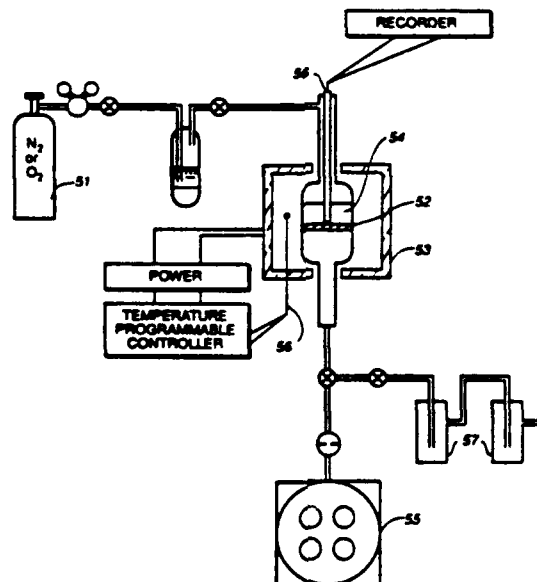 RECORDER
56
N₂
or
O₂
51
54
52
53
POWER
TEMPERATURE
PROGRAMMABLE
CONTROLLER
56
57
55